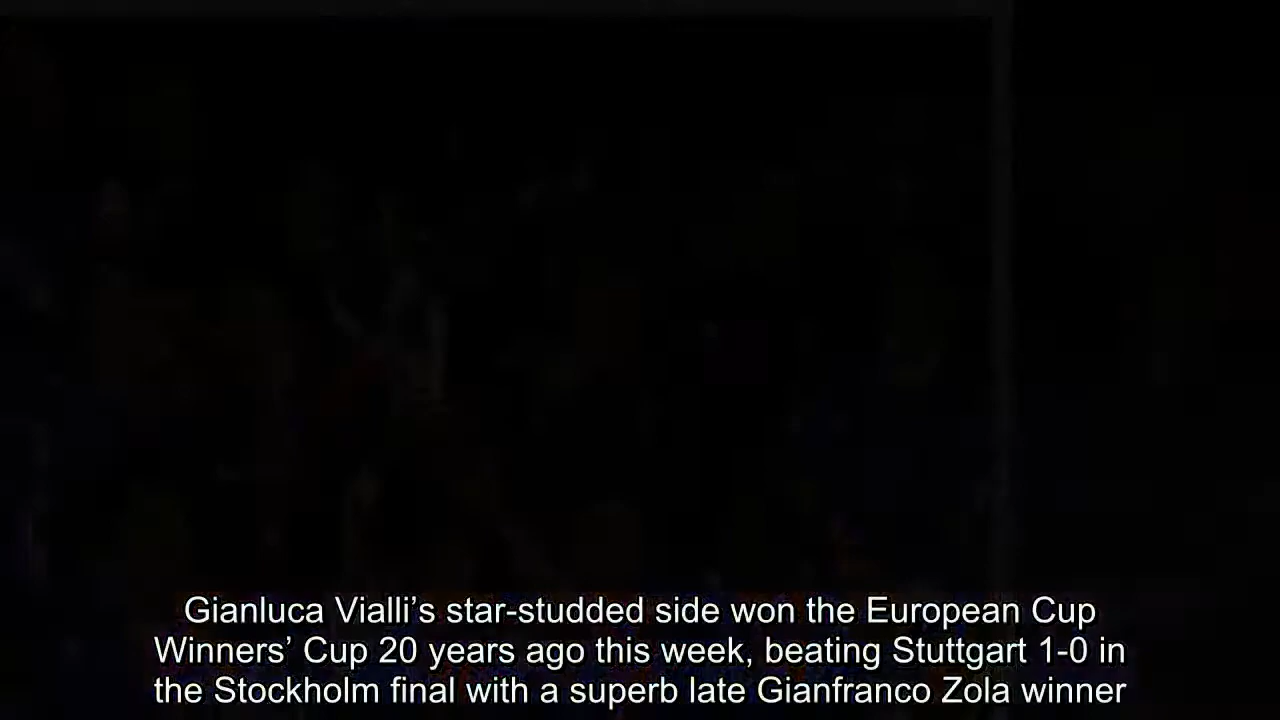 Gianluca Vialli’s star-studded side won the European Cup
Winners’ Cup 20 years ago this week, beating Stuttgart 1-0 in
the Stockholm final with a superb late Gianfranco Zola winner